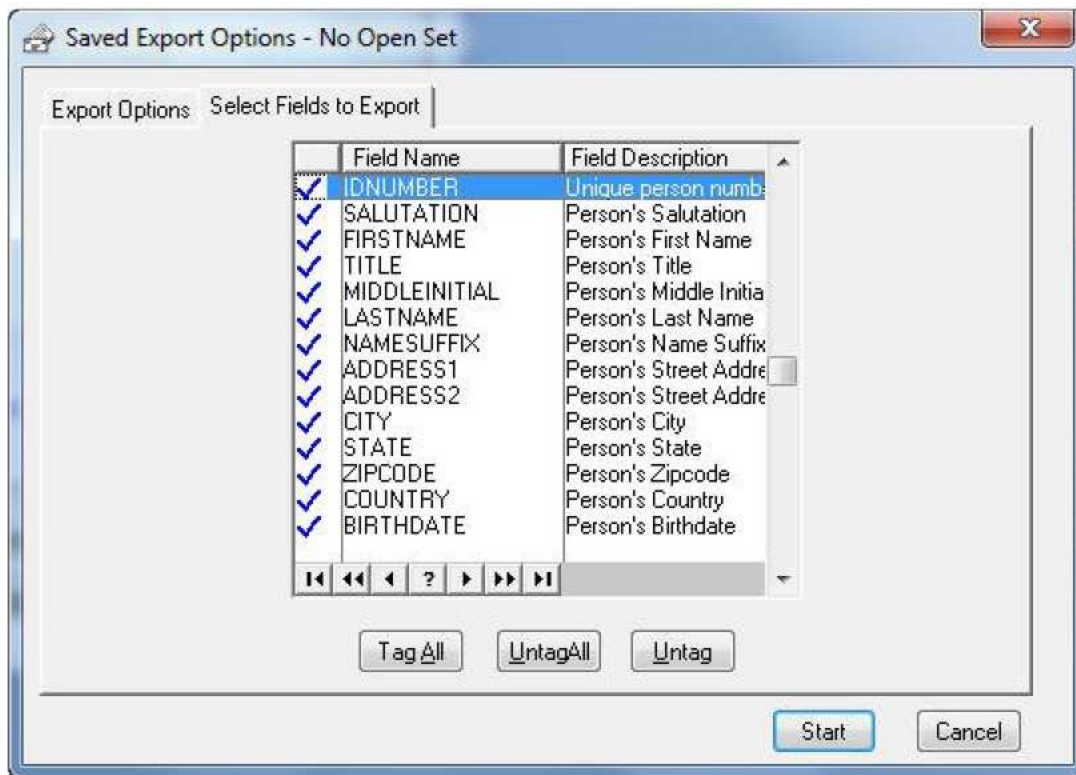 Saved Export Options - No Open Set
X
Export Options Select Fields to Export
Field Name Field Description
IDNUMBER Unique person numb
SALUTATION Person's Salutation
FIRSTNAME Person's First Name
TITLE Person's Title
MIDDLEINITIAL Person's Middle Initia
LASTNAME Person's Last Name
NAMESUFFIX Person's Name Suffix
ADDRESS1 Person's Street Addre
ADDRESS2 Person's Street Addre
CITY Person's City
STATE Person's State
ZIPCODE Person's Zipcode
COUNTRY Person's Country
BIRTHDATE Person's Birthdate
?
Tag All UntagAll Untag
Start Cancel